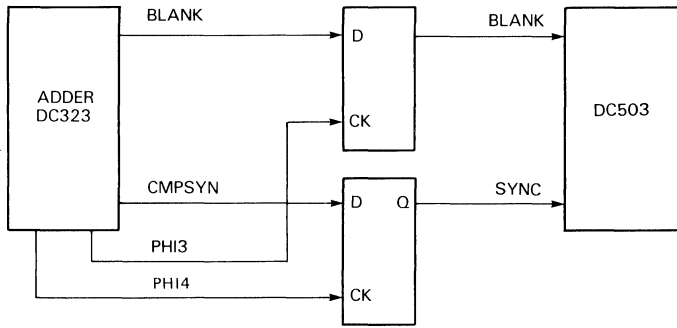 BLANK
BLANK
D
ADDER
DC323
DC503
CK
CMPSYN
SYNC
D Q
PHI3
PHI4
CK